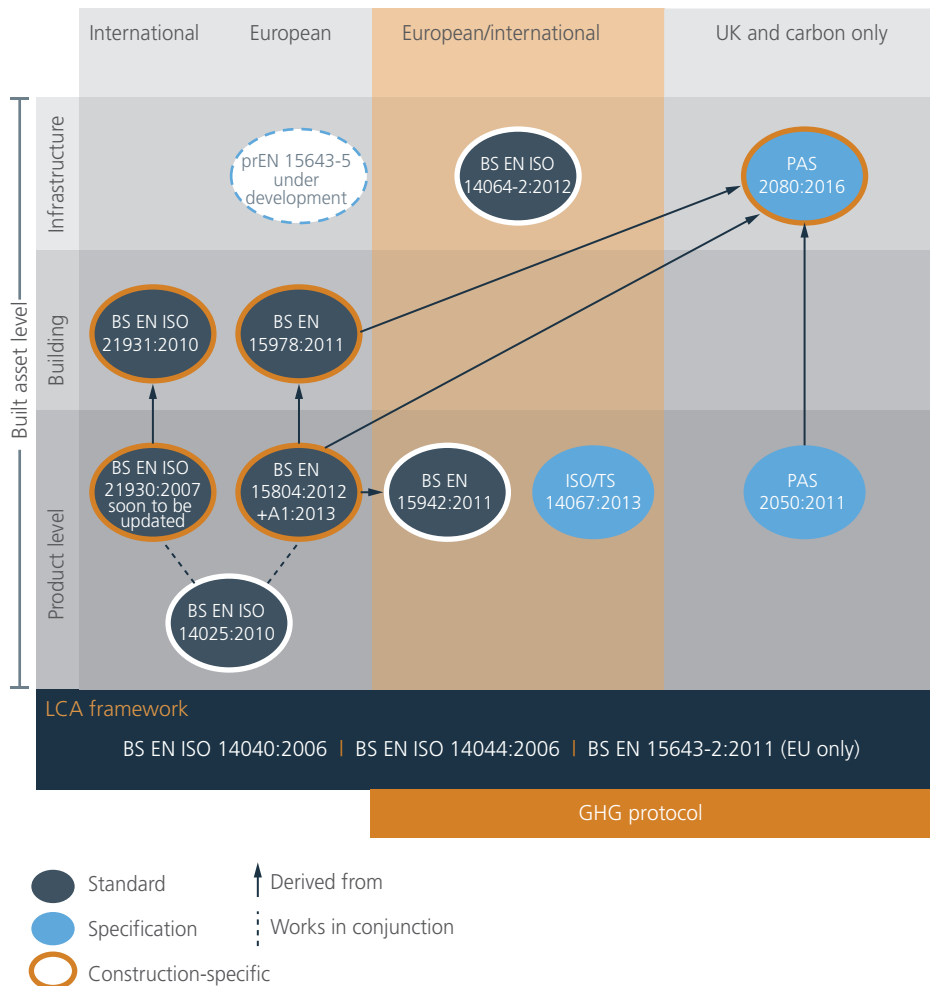 International
European
European/international
UK and carbon only
Built asset level
Infrastructure
prEN 15643-5
under
development
BS EN ISO
14064-2:2012
PAS
2080:2016
Building
BS EN ISO
21931:2010
BS EN
15978:2011
Product level
BS EN ISO
21930:2007
soon to be
updated
BS EN
15804:2012
+A1:2013
BS EN
15942:2011
ISO/TS
14067:2013
PAS
2050:2011
BS EN ISO
14025:2010
LCA framework
BS EN ISO 14040:2006 | BS EN ISO 14044:2006 | BS EN 15643-2:2011 (EU only)
GHG protocol
Standard
Derived from
Specification
Works in conjunction
Construction-specific